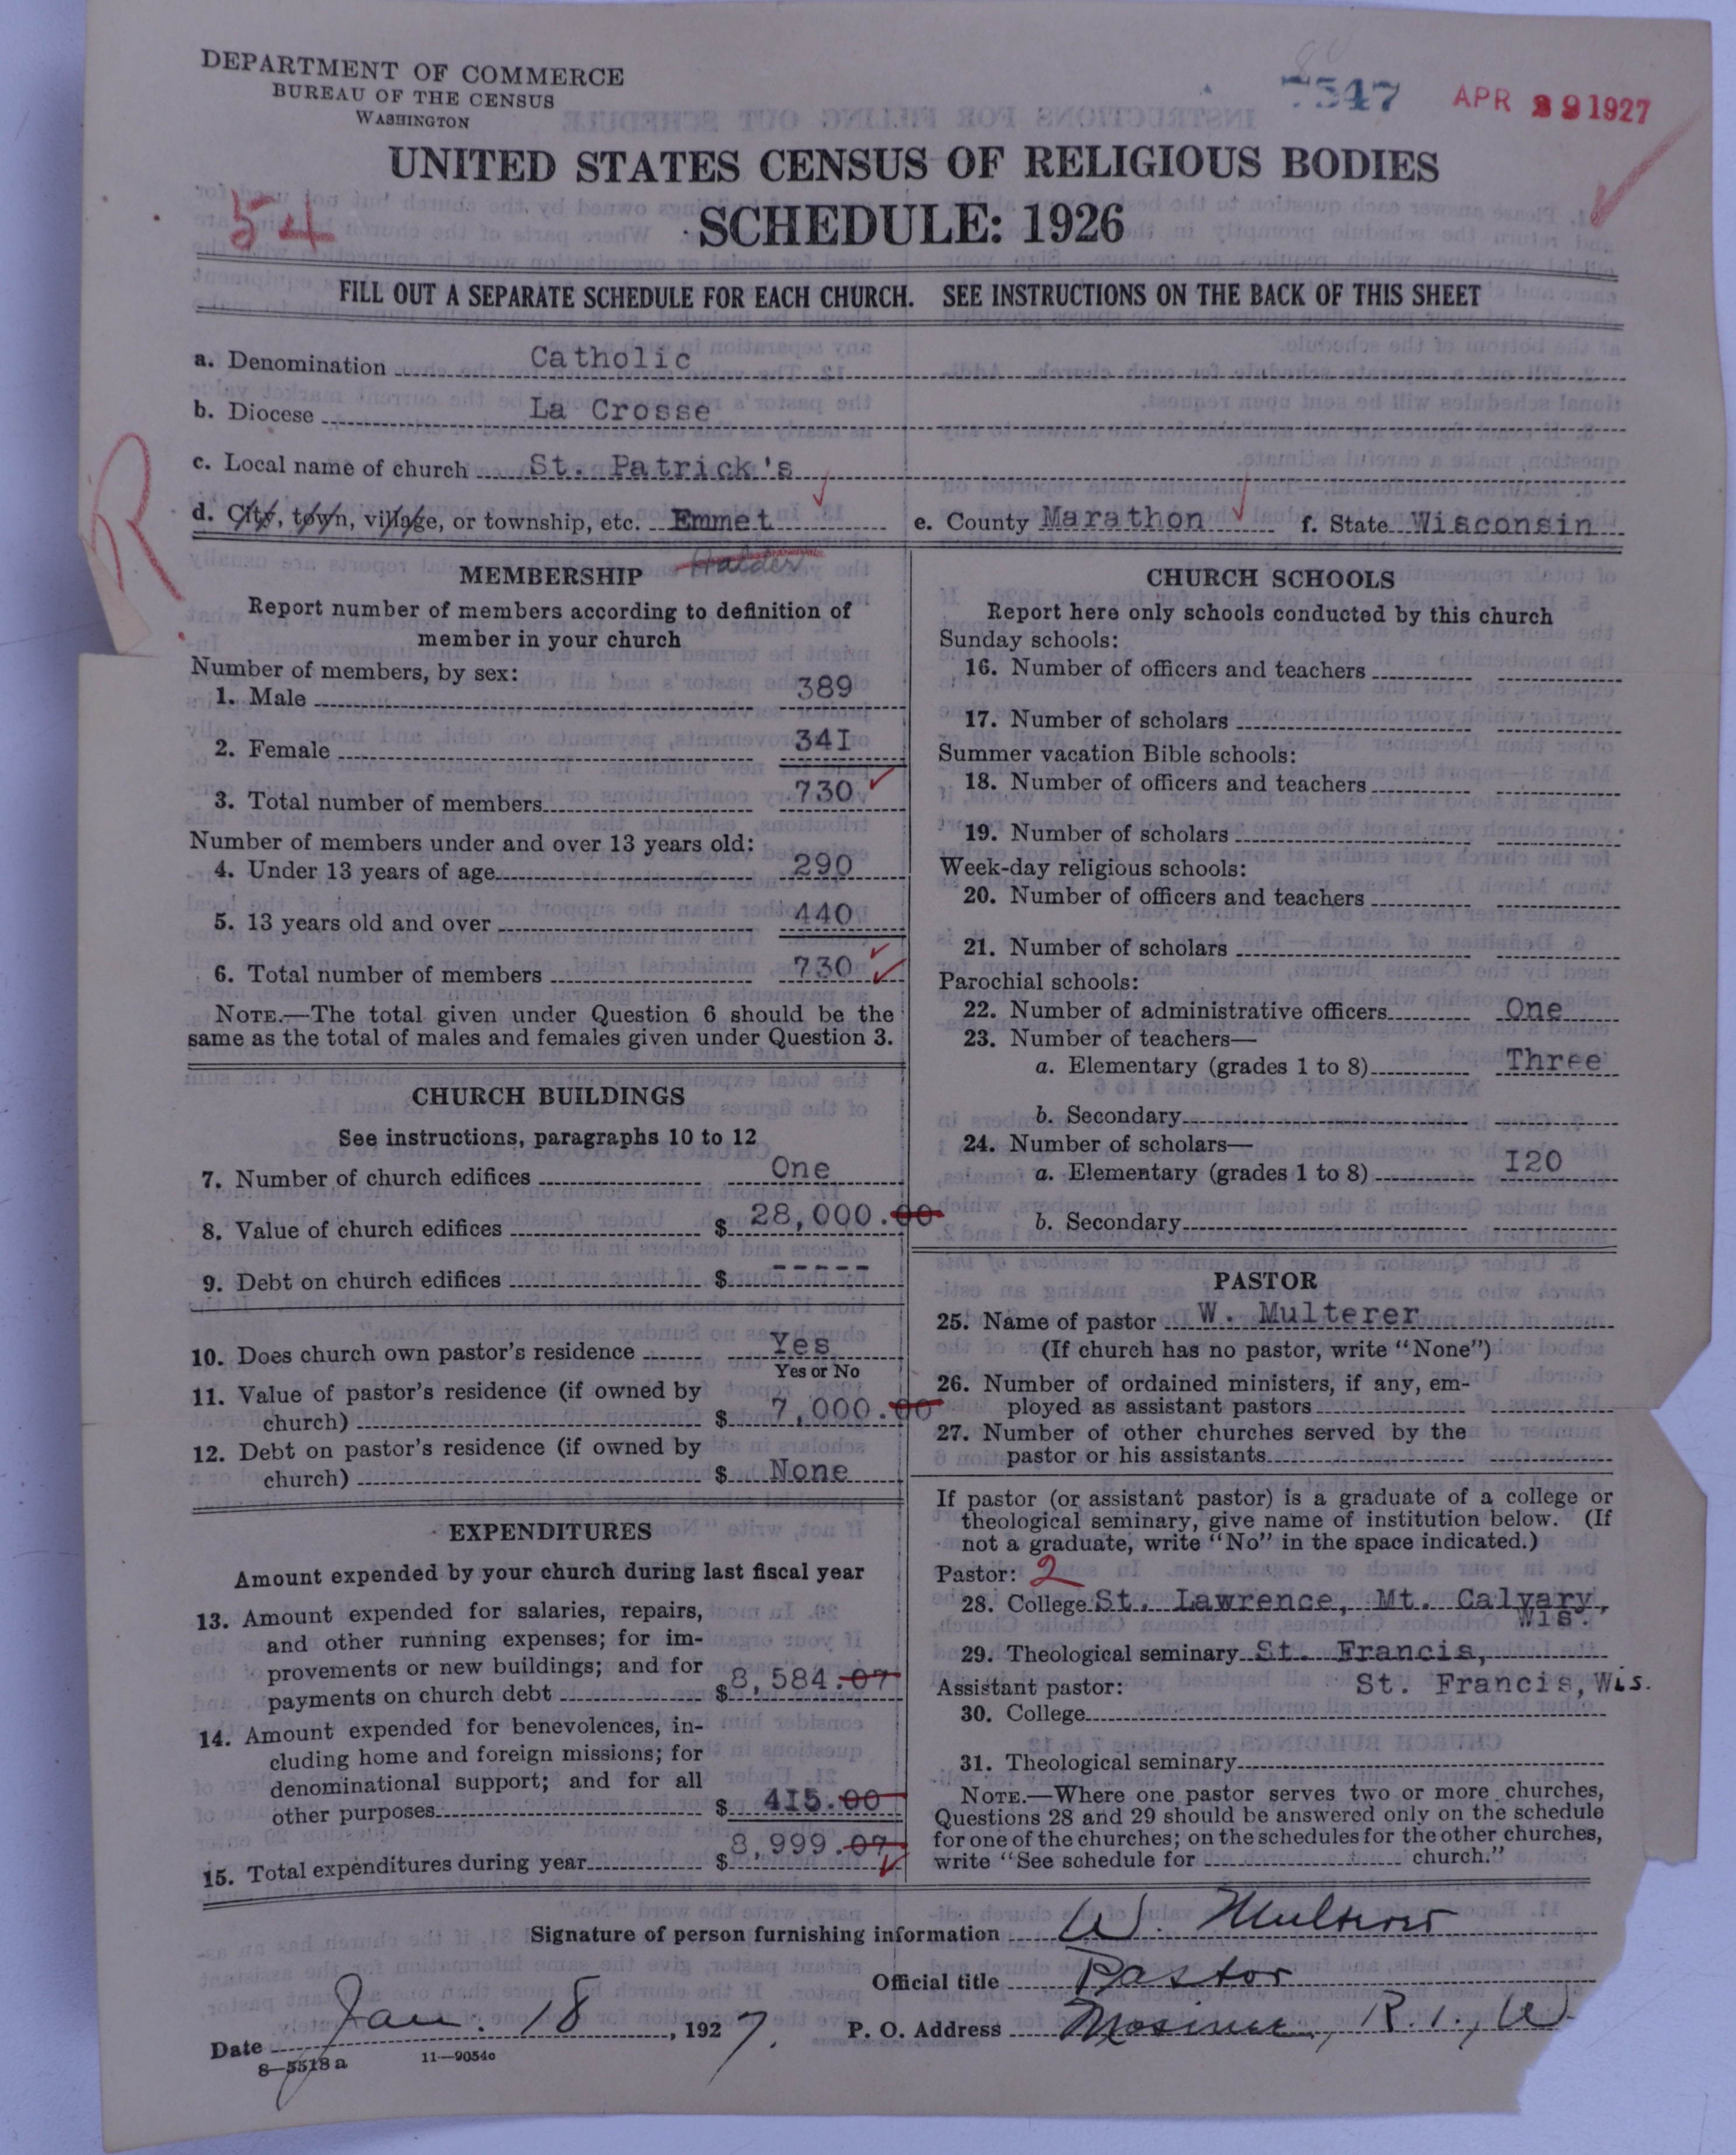 DEPARTMENT OF COMMERCE
BUREAU OF THE CENSUS
WASHINGTON
7547
APR 29 1927
UNITED STATES CENSUS OF RELIGIOUS BODIES
54
SCHEDULE: 1926
FILL OUT A SEPARATE SCHEDULE FOR EACH CHURCH. SEE INSTRUCTIONS ON THE BACK OF THIS SHEET
a. Denomination Catholic
b. Diocese La Crosse
c. Local name of church St. Patrick's
d. City, town, village, or township, etc. Emmet e. County Marathon f. State Wisconsin
R
Halder
MEMBERSHIP
Report number of members according to definition of
member in your church
Number of members, by sex:
1. Male 389
2. Female 34I
3. Total number of members 730
Number of members under and over 13 years old:
4. Under 13 years of age 290
5. 13 years old and over 440
6. Total number of members 730
NOTE.—The total given under Question 6 should be the
same as the total of males and females given under Question 3.
CHURCH BUILDINGS
See instructions, paragraphs 10 to 12
7. Number of church edifices One
8. Value of church edifices $ 28,000.00
9. Debt on church edifices $ -----
10. Does church own pastor's residence Yes
Yes or No
11. Value of pastor's residence (if owned by
church) $ 7,000.00
12. Debt on pastor's residence (if owned by
church) $ None
EXPENDITURES
Amount expended by your church during last fiscal year
13. Amount expended for salaries, repairs,
and other running expenses; for im-
provements or new buildings; and for
payments on church debt $ 8,584.07
14. Amount expended for benevolences, in-
cluding home and foreign missions; for
denominational support; and for all
other purposes $ 4I5.00
15. Total expenditures during year $ 8,999.07
CHURCH SCHOOLS
Report here only schools conducted by this church
Sunday schools:
16. Number of officers and teachers
17. Number of scholars
Summer vacation Bible schools:
18. Number of officers and teachers
19. Number of scholars
Week-day religious schools:
20. Number of officers and teachers
21. Number of scholars
Parochial schools:
22. Number of administrative officers One
23. Number of teachers—
a. Elementary (grades 1 to 8) Three
b. Secondary
24. Number of scholars—
a. Elementary (grades 1 to 8) I20
b. Secondary
PASTOR
25. Name of pastor W. Multerer
(If church has no pastor, write "None")
26. Number of ordained ministers, if any, em-
ployed as assistant pastors
27. Number of other churches served by the
pastor or his assistants
If pastor (or assistant pastor) is a graduate of a college or
theological seminary, give name of institution below. (If
not a graduate, write "No" in the space indicated.)
Pastor: 2
28. College St. Lawrence, Mt. Calvary,
Wis.
29. Theological seminary St. Francis,
Assistant pastor: St. Francis, Wis.
30. College
31. Theological seminary
NOTE.—Where one pastor serves two or more churches,
Questions 28 and 29 should be answered only on the schedule
for one of the churches; on the schedules for the other churches,
write "See schedule for church."
Signature of person furnishing information W. Multerer
Official title Pastor
Date Jan. 18, 1927. P. O. Address Mosinee, R. 1., W
8—5518 a 11—9054c